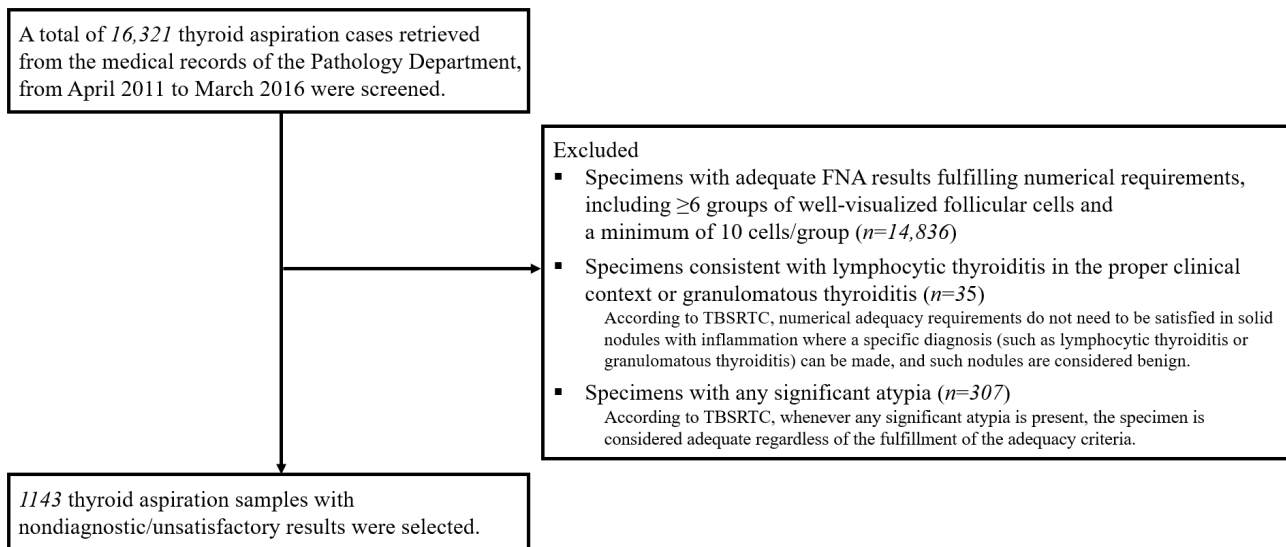 A total of 16,321 thyroid aspiration cases retrieved
from the medical records of the Pathology Department,
from April 2011 to March 2016 were screened.
Excluded
▪ Specimens with adequate FNA results fulfilling numerical requirements,
including ≥6 groups of well-visualized follicular cells and
a minimum of 10 cells/group (n=14,836)
▪ Specimens consistent with lymphocytic thyroiditis in the proper clinical
context or granulomatous thyroiditis (n=35)
According to TBSRTC, numerical adequacy requirements do not need to be satisfied in solid
nodules with inflammation where a specific diagnosis (such as lymphocytic thyroiditis or
granulomatous thyroiditis) can be made, and such nodules are considered benign.
▪ Specimens with any significant atypia (n=307)
According to TBSRTC, whenever any significant atypia is present, the specimen is
considered adequate regardless of the fulfillment of the adequacy criteria.
1143 thyroid aspiration samples with
nondiagnostic/unsatisfactory results were selected.